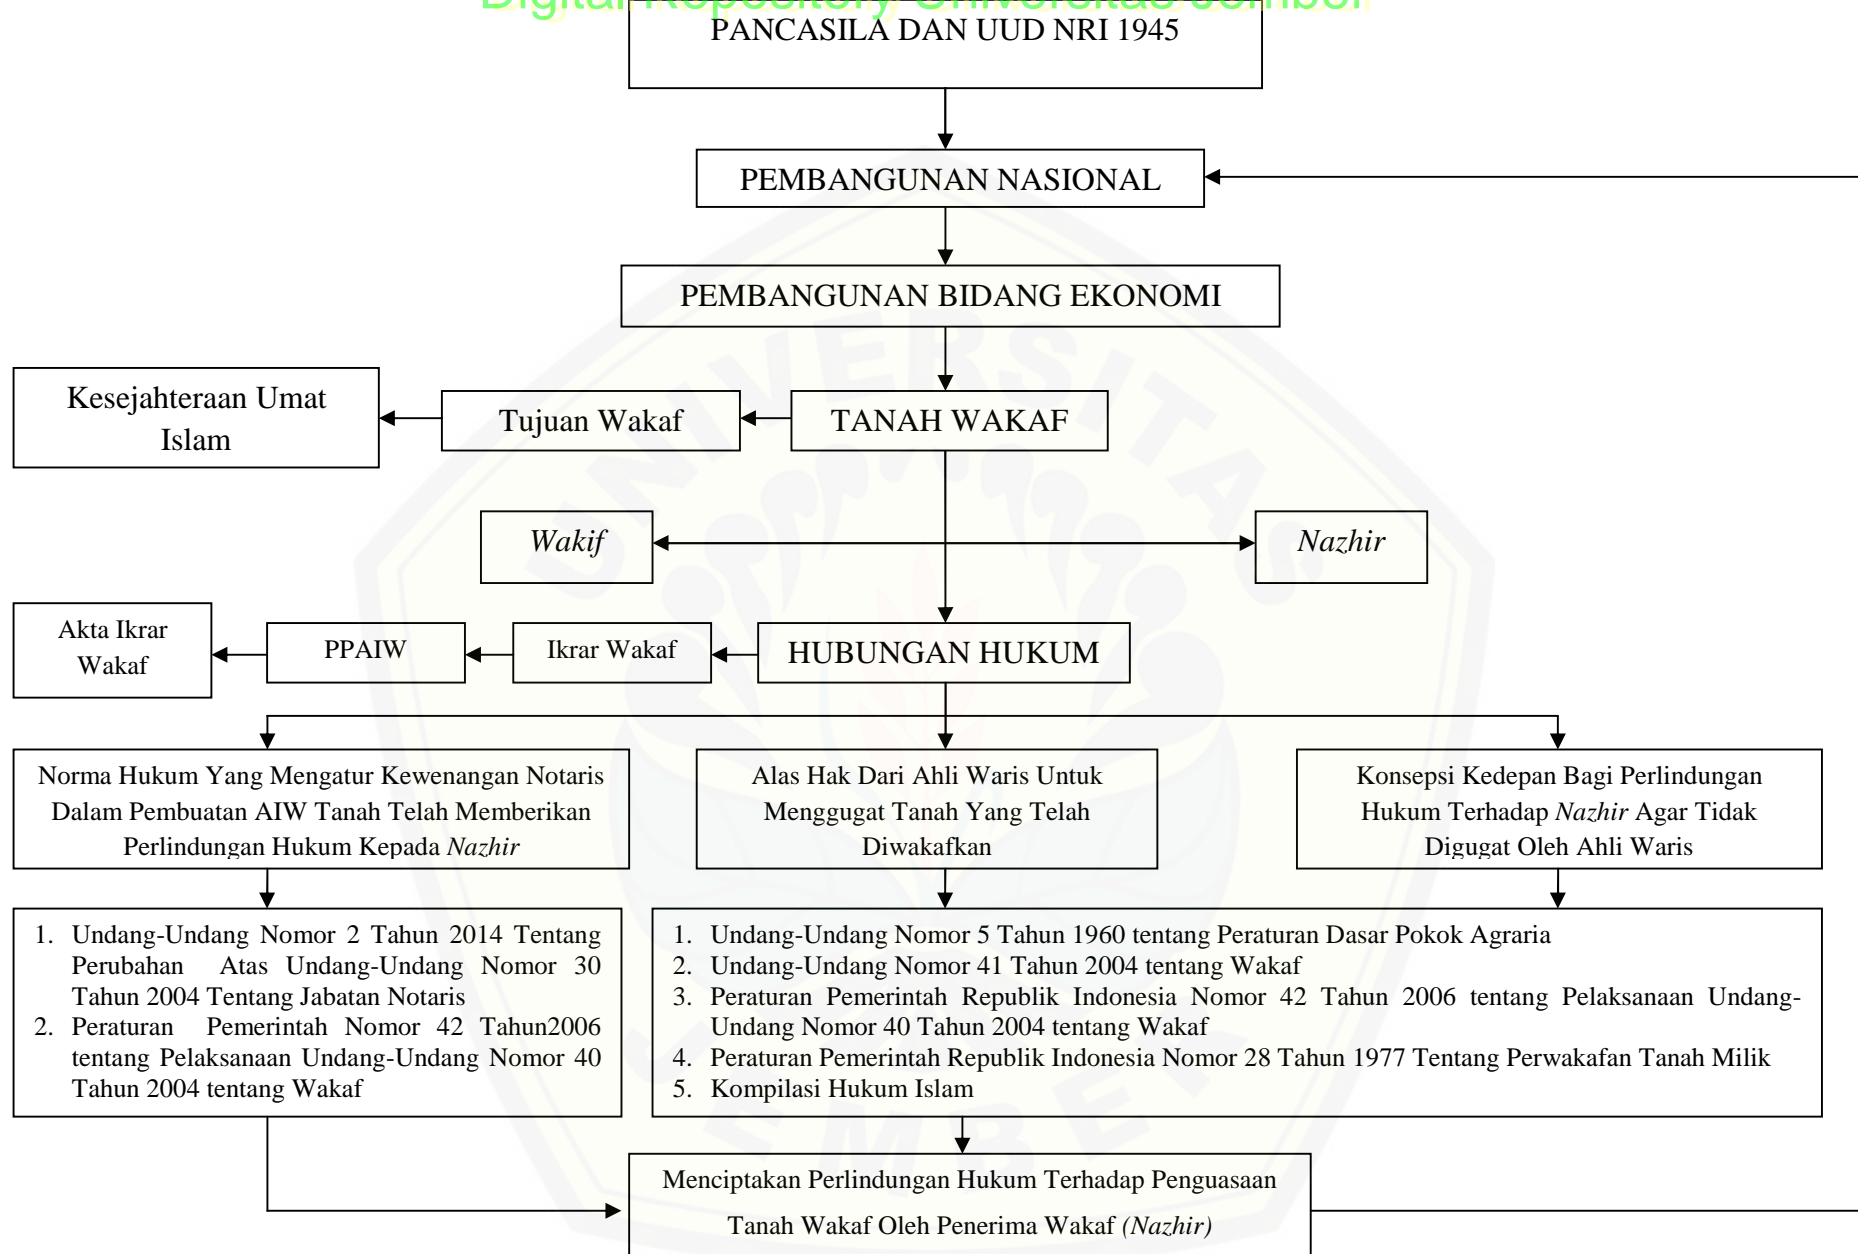 Digital Repository Universitas Jember
PANCASILA DAN UUD NRI 1945
PEMBANGUNAN NASIONAL
PEMBANGUNAN BIDANG EKONOMI
Kesejahteraan Umat
Islam
Tujuan Wakaf
TANAH WAKAF
Wakif
Nazhir
Akta Ikrar
Wakaf
PPAIW
Ikrar Wakaf
HUBUNGAN HUKUM
Norma Hukum Yang Mengatur Kewenangan Notaris
Dalam Pembuatan AIW Tanah Telah Memberikan
Perlindungan Hukum Kepada Nazhir
Alas Hak Dari Ahli Waris Untuk
Menggugat Tanah Yang Telah
Diwakafkan
Konsepsi Kedepan Bagi Perlindungan
Hukum Terhadap Nazhir Agar Tidak
Digugat Oleh Ahli Waris
1. Undang-Undang Nomor 2 Tahun 2014 Tentang
Perubahan Atas Undang-Undang Nomor 30
Tahun 2004 Tentang Jabatan Notaris
2. Peraturan Pemerintah Nomor 42 Tahun2006
tentang Pelaksanaan Undang-Undang Nomor 40
Tahun 2004 tentang Wakaf
1. Undang-Undang Nomor 5 Tahun 1960 tentang Peraturan Dasar Pokok Agraria
2. Undang-Undang Nomor 41 Tahun 2004 tentang Wakaf
3. Peraturan Pemerintah Republik Indonesia Nomor 42 Tahun 2006 tentang Pelaksanaan Undang-
Undang Nomor 40 Tahun 2004 tentang Wakaf
4. Peraturan Pemerintah Republik Indonesia Nomor 28 Tahun 1977 Tentang Perwakafan Tanah Milik
5. Kompilasi Hukum Islam
Menciptakan Perlindungan Hukum Terhadap Penguasaan
Tanah Wakaf Oleh Penerima Wakaf (Nazhir)
UNIVERSITAS
JEMBER